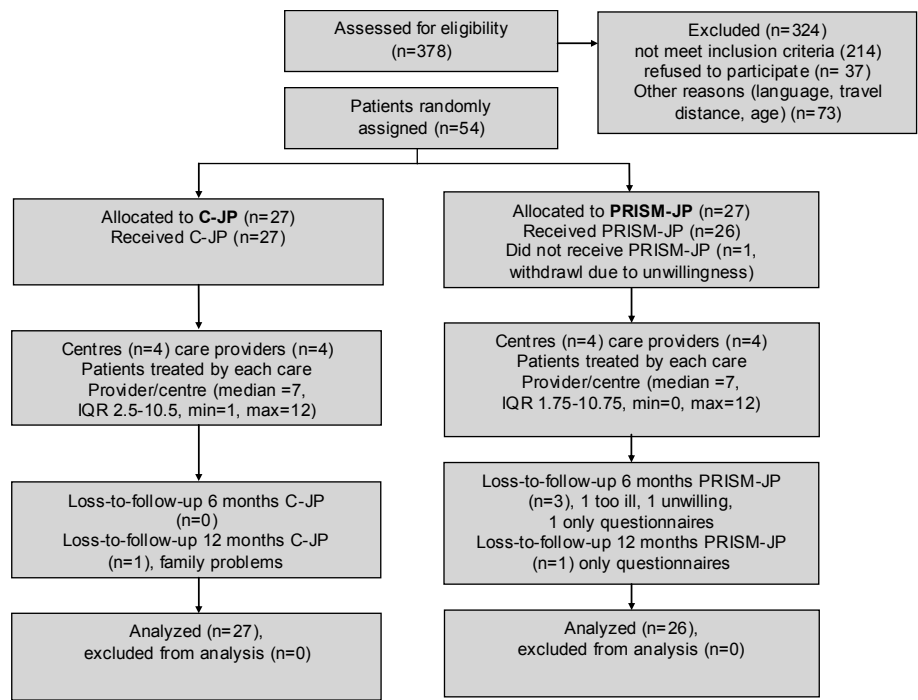 Assessed for eligibility
(n=378)
Excluded (n=324)
not meet inclusion criteria (214)
refused to participate (n= 37)
Other reasons (language, travel
distance, age) (n=73)
Patients randomly
assigned (n=54)
Allocated to C-JP (n=27)
Received C-JP (n=27)
Allocated to PRISM-JP (n=27)
Received PRISM-JP (n=26)
Did not receive PRISM-JP (n=1,
withdrawl due to unwillingness)
Centres (n=4) care providers (n=4)
Patients treated by each care
Provider/centre (median =7,
IQR 2.5-10.5, min=1, max=12)
Centres (n=4) care providers (n=4)
Patients treated by each care
Provider/centre (median =7,
IQR 1.75-10.75, min=0, max=12)
Loss-to-follow-up 6 months C-JP
(n=0)
Loss-to-follow-up 12 months C-JP
(n=1), family problems
Loss-to-follow-up 6 months PRISM-JP
(n=3), 1 too ill, 1 unwilling,
1 only questionnaires
Loss-to-follow-up 12 months PRISM-JP
(n=1) only questionnaires
Analyzed (n=27),
excluded from analysis (n=0)
Analyzed (n=26),
excluded from analysis (n=0)